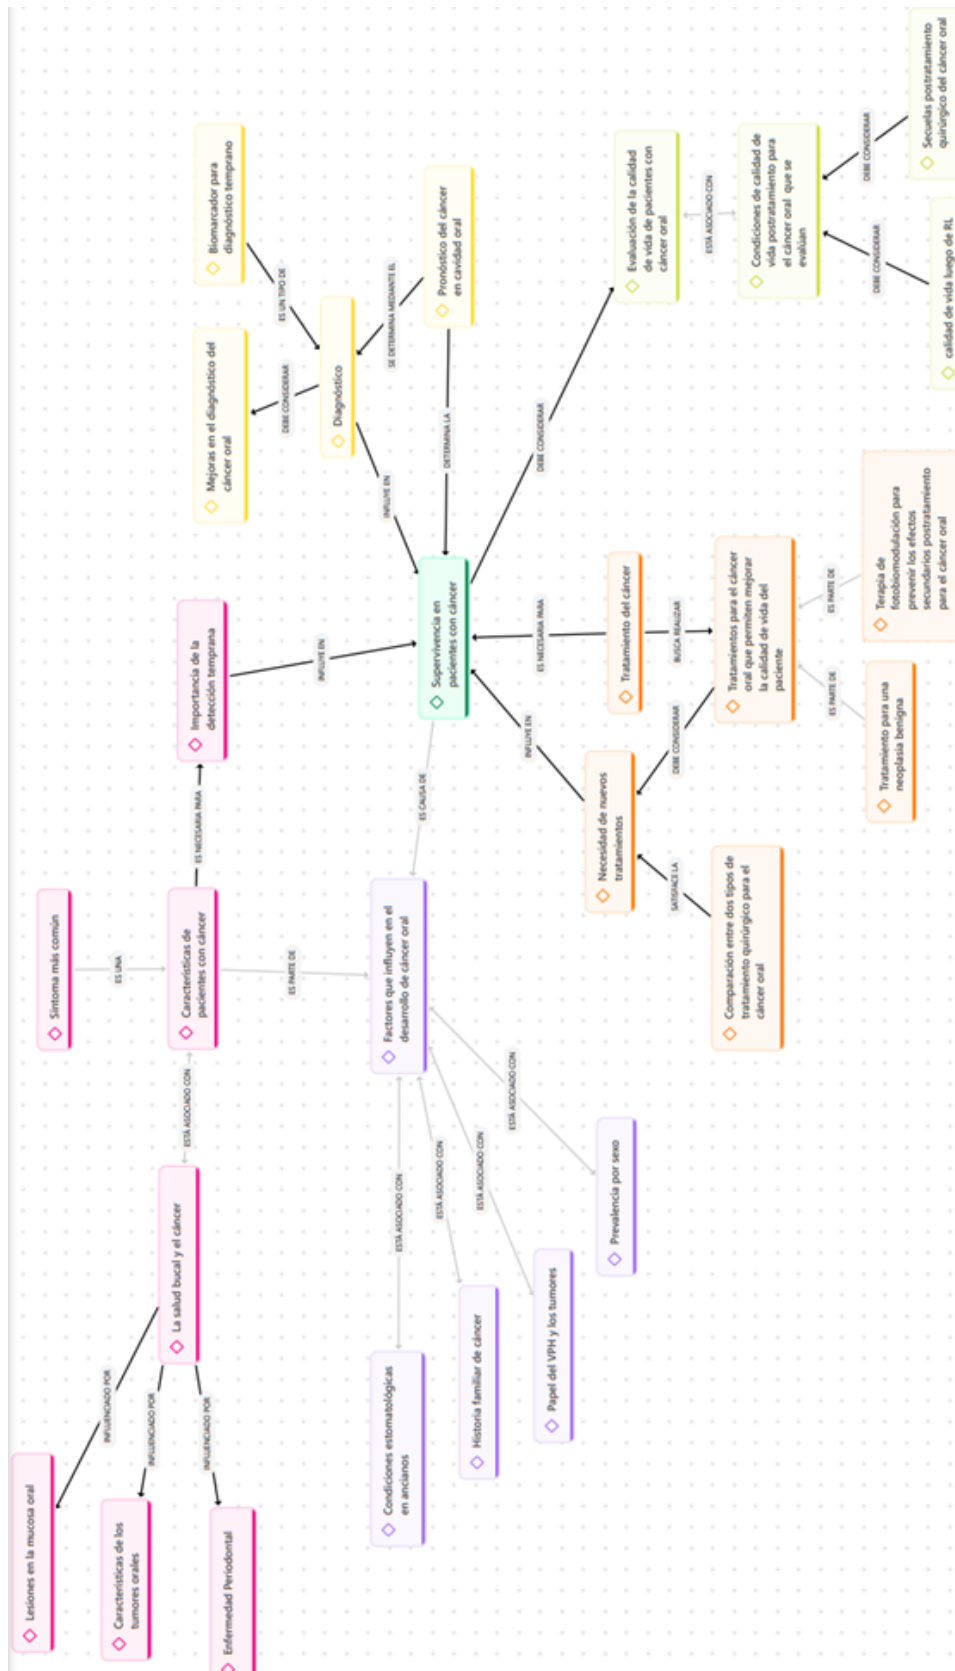 Lesiones en la mucosa oral
INFLUENCIADO POR
Características de los
tumores orales
INFLUENCIADO POR
Enfermedad Periodontal
INFLUENCIADO POR
La salud bucal y el cáncer
ESTÁ ASOCIADO CON
Síntoma más común
ES UNA
Características de
pacientes con cáncer
ES NECESARIA PARA
Importancia de la
detección temprana
ES PARTE DE
INFLUYE EN
Mejoras en el diagnóstico del
cáncer oral
DEBE CONSIDERAR
Biomarcador para
diagnóstico temprano
ES UN TIPO DE
Diagnóstico
INFLUYE EN
SE DETERMINA MEDIANTE EL
Pronóstico del cáncer
en cavidad oral
DETERMINA LA
Condiciones estomatológicas
en ancianos
ESTÁ ASOCIADO CON
Factores que influyen en el
desarrollo de cáncer oral
ES CAUSA DE
Supervivencia en
pacientes con cáncer
Historia familiar de cáncer
ESTÁ ASOCIADO CON
Papel del VPH y los tumores
ESTÁ ASOCIADO CON
Prevalencia por sexo
ESTÁ ASOCIADO CON
INFLUYE EN
ES NECESARIA PARA
DEBE CONSIDERAR
Necesidad de nuevos
tratamientos
Tratamiento del cáncer
Evaluación de la calidad
de vida de pacientes con
cáncer oral
SATISFACE LA
DEBE CONSIDERAR
BUSCA REALIZAR
ESTÁ ASOCIADO CON
Comparación entre dos tipos de
tratamiento quirúrgico para el
cáncer oral
Tratamientos para el cáncer
oral que permiten mejorar
la calidad de vida del
paciente
Condiciones de calidad de
vida postratamiento para
el cáncer oral que se
evalúan
ES PARTE DE
ES PARTE DE
DEBE CONSIDERAR
DEBE CONSIDERAR
Tratamiento para una
neoplasia benigna
Terapia de
fotobiomodulación para
prevenir los efectos
secundarios postratamiento
para el cáncer oral
calidad de vida luego de RL
Secuelas postratamiento
quirúrgico del cáncer oral